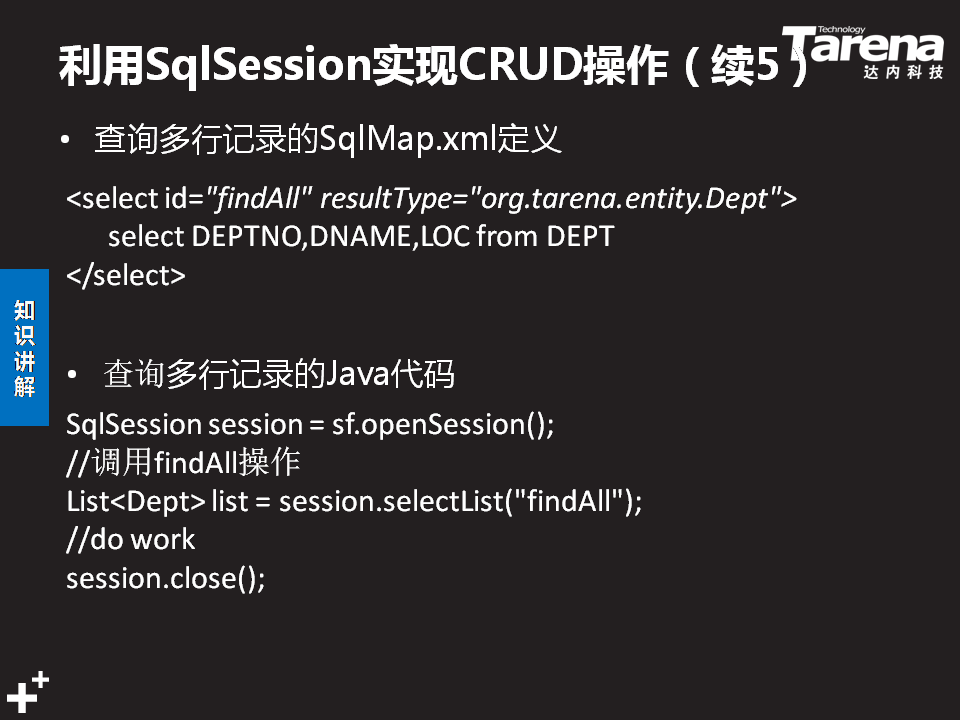 利用SqlSession实现CRUD操作（续5）
Technology
Tarena
达内科技
• 查询多行记录的SqlMap.xml定义
<select id="findAll" resultType="org.tarena.entity.Dept">
select DEPTNO,DNAME,LOC from DEPT
</select>
知识讲解
• 查询多行记录的Java代码
SqlSession session = sf.openSession();
//调用findAll操作
List<Dept> list = session.selectList("findAll");
//do work
session.close();